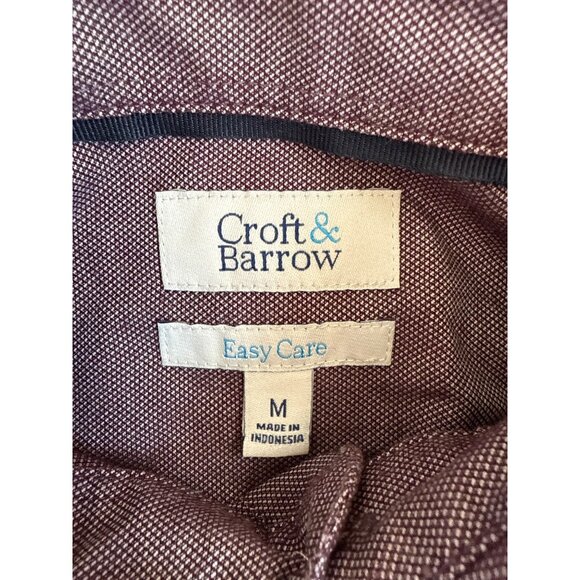 Croft&
Barrow
Easy Care
M
MADE IN
INDONESIA